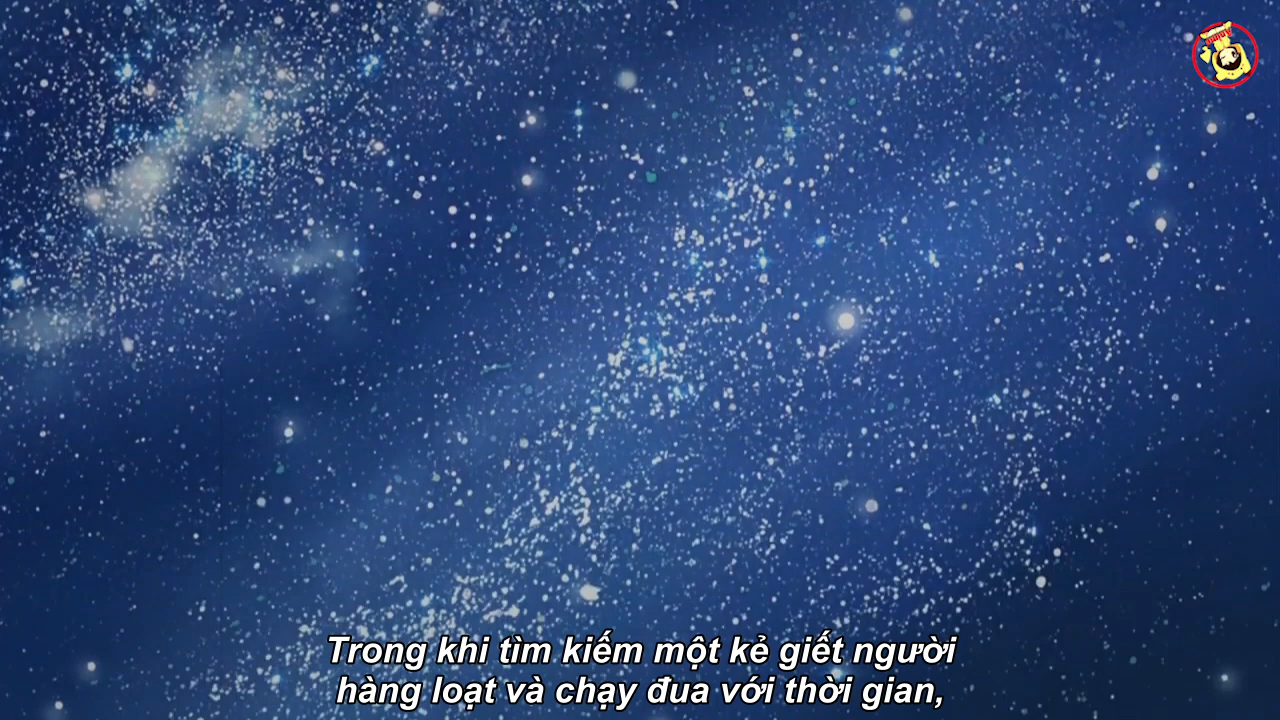 Trong khi tìm kiếm một kẻ giết người
hàng loạt và chạy đua với thời gian,